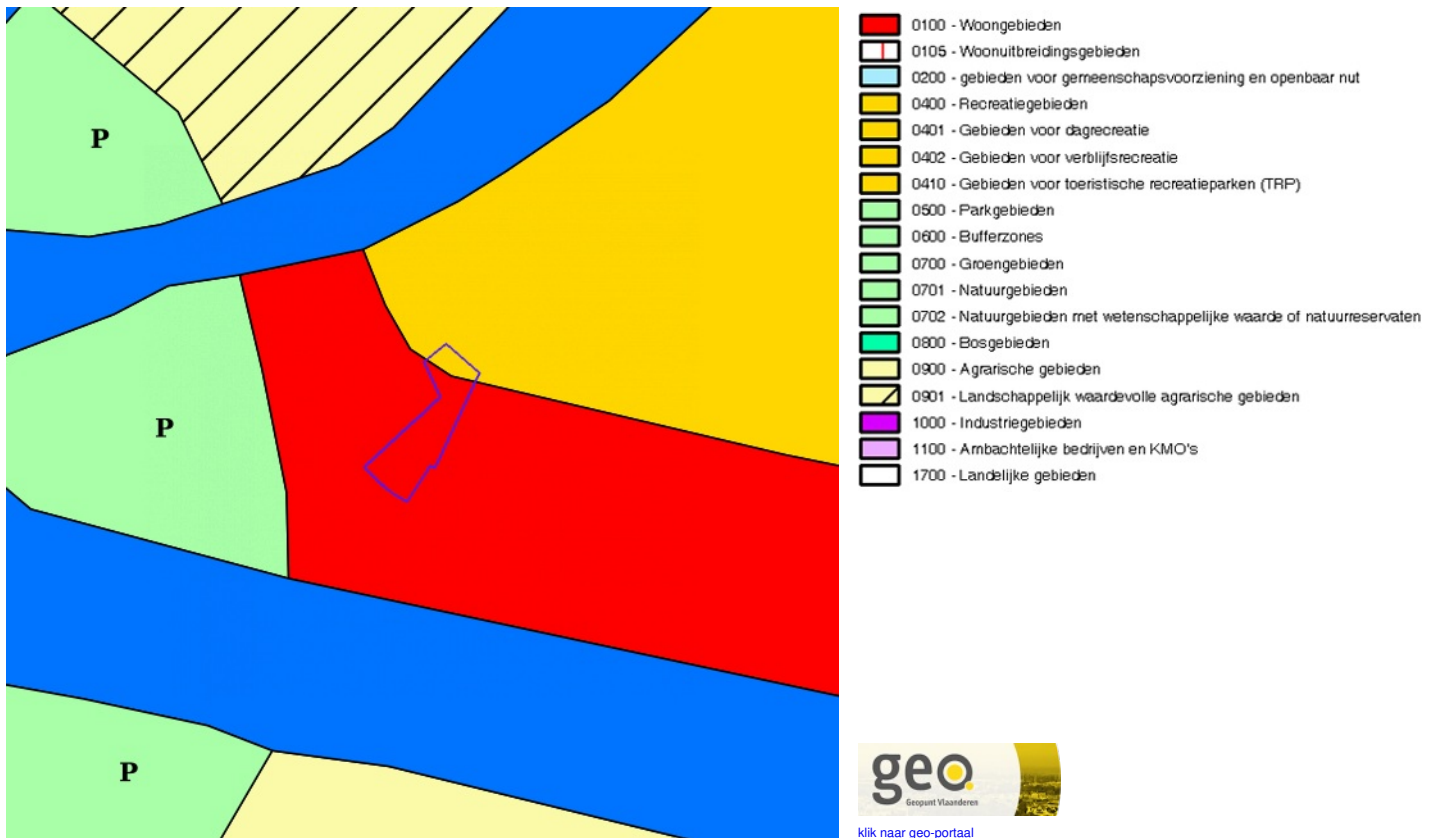 P
P
P
0100 - Woongebieden
0105 - Woonuitbreidingsgebieden
0200 - gebieden voor gemeenschapsvoorziening en openbaar nut
0400 - Recreatiegebieden
0401 - Gebieden voor dagrecreatie
0402 - Gebieden voor verblijfsrecreatie
0410 - Gebieden voor toeristische recreatieparken (TRP)
0500 - Parkgebieden
0600 - Bufferzones
0700 - Groengebieden
0701 - Natuurgebieden
0702 - Natuurgebieden met wetenschappelijke waarde of natuurreservaten
0800 - Bosgebieden
0900 - Agrarische gebieden
0901 - Landschappelijk waardevolle agrarische gebieden
1000 - Industriegebieden
1100 - Ambachtelijke bedrijven en KMO's
1700 - Landelijke gebieden
geo
Geopunt Vlaanderen
klik naar geo-portaal